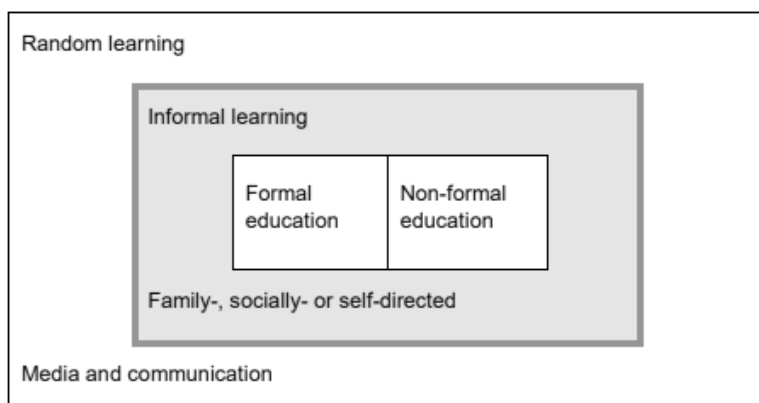 Random learning
Informal learning
Formal
education
Non-formal
education
Family-, socially- or self-directed
Media and communication